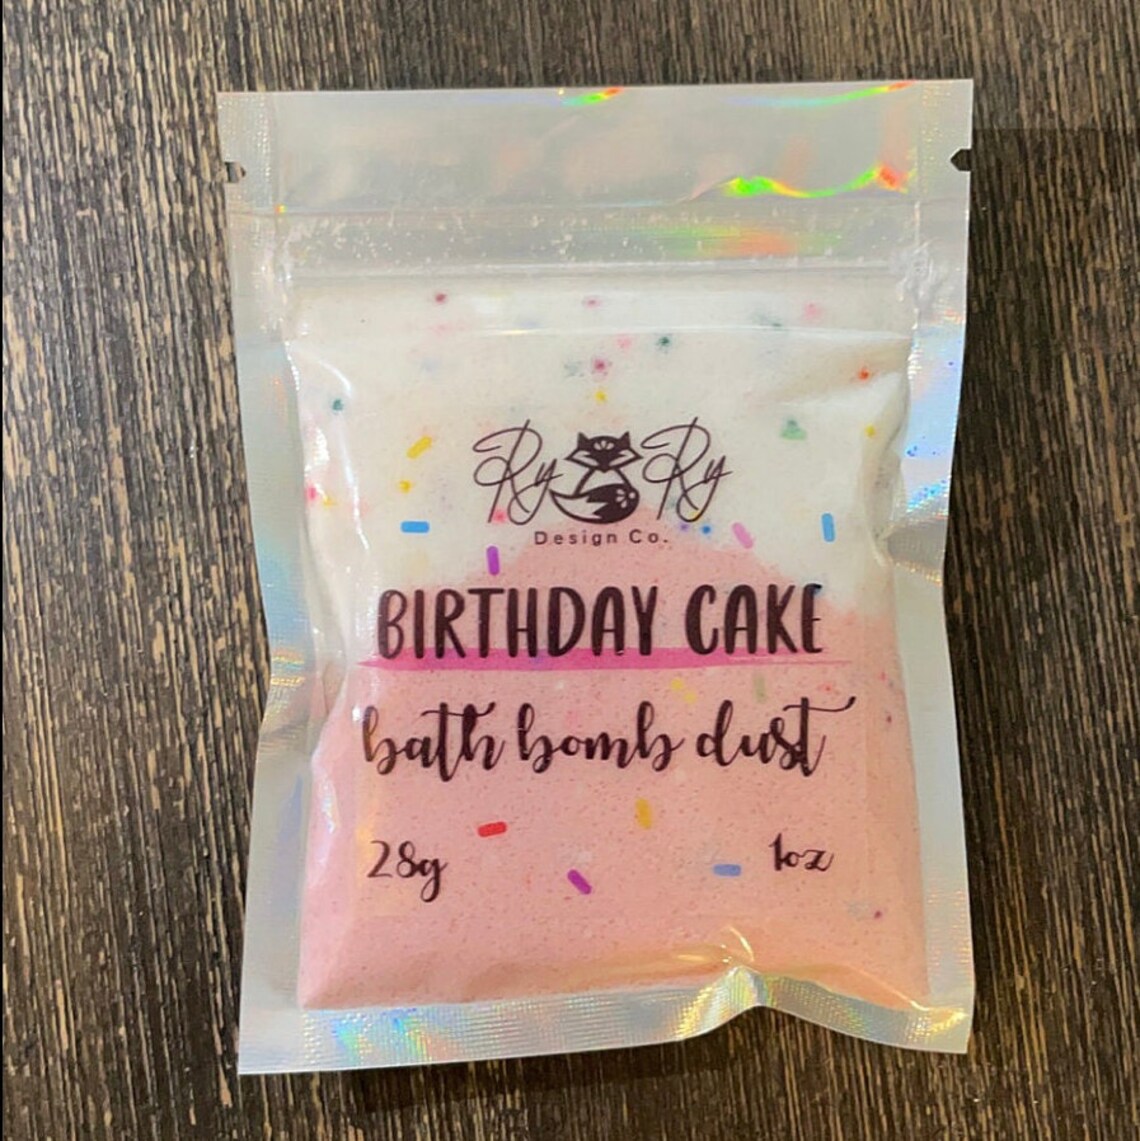 Ry Ry
Design Co.
BIRTHDAY CAKE
bath bomb dust
28g 1oz